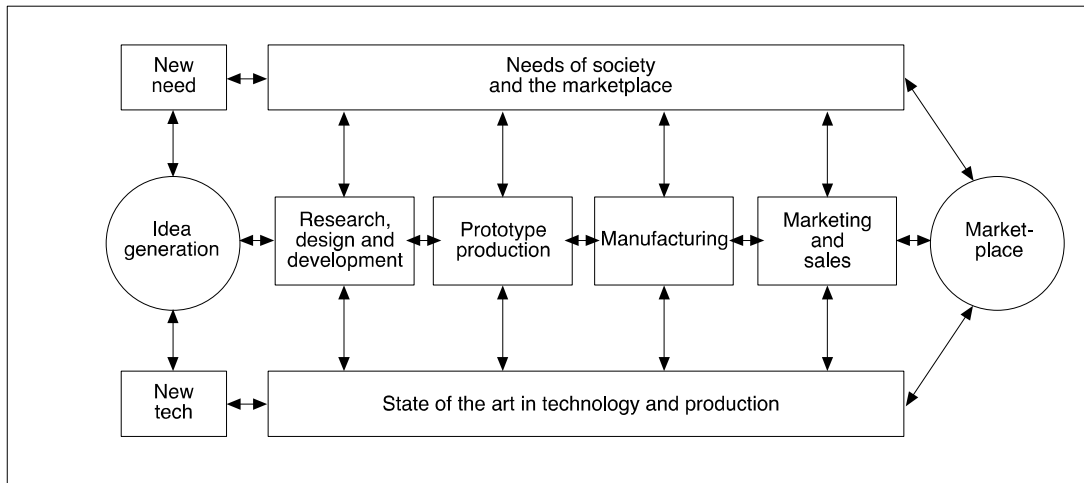 New
need
Needs of society
and the marketplace
Idea
generation
Research,
design and
development
Prototype
production
Manufacturing
Marketing
and
sales
Market-
place
New
tech
State of the art in technology and production